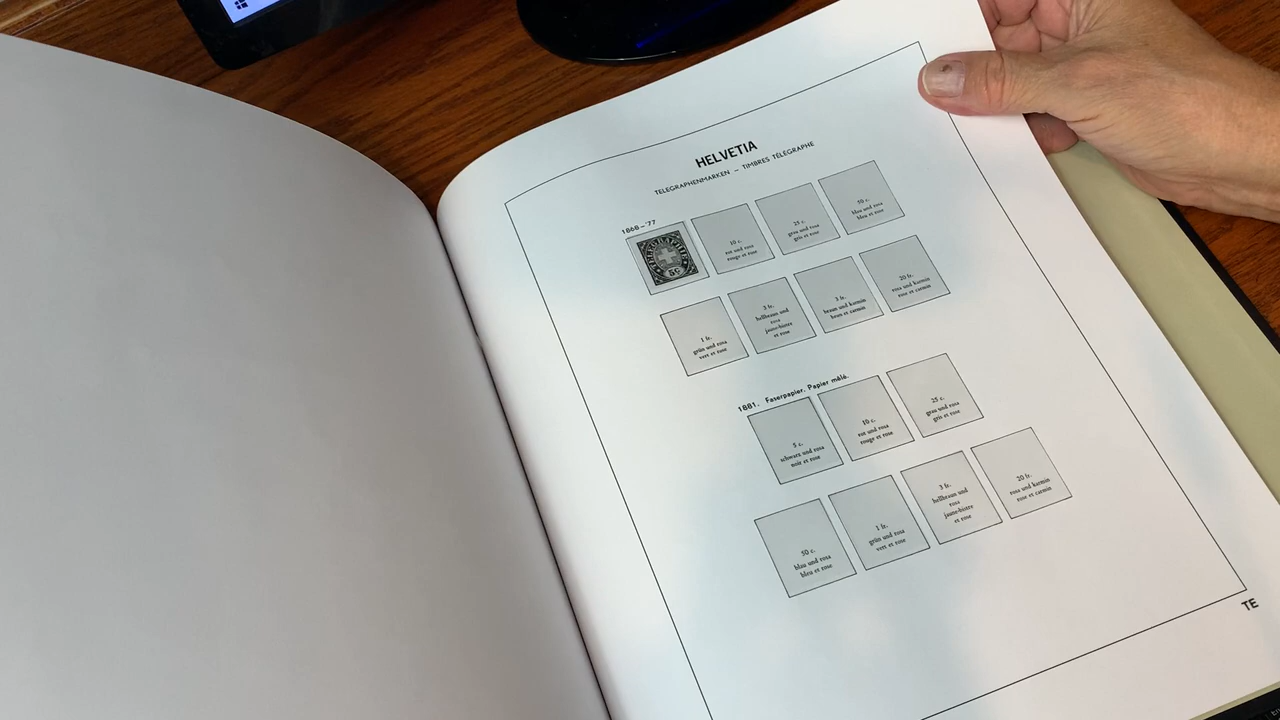 HELVETIA
TELEGRAPHENMARKEN – TIMBRES TÉLÉGRAPHE
1868–'77
5C
10 c.
rot und rosa
rouge et rose
25 c.
grau und rosa
gris et rose
50 c.
blau und rosa
bleu et rose
1 fr.
grün und rosa
vert et rose
3 fr.
hellbraun und
rosa
jaune-bistre
et rose
3 fr.
braun und karmin
brun et carmin
20 fr.
rosa und karmin
rose et carmin
1881. Faserpapier. Papier mêlé.
5 c.
schwarz und rosa
noir et rose
10 c.
rot und rosa
rouge et rose
25 c.
grau und rosa
gris et rose
50 c.
blau und rosa
bleu et rose
1 fr.
grün und rosa
vert et rose
3 fr.
hellbraun und
rosa
jaune-bistre
et rose
20 fr.
rosa und karmin
rose et carmin
TE